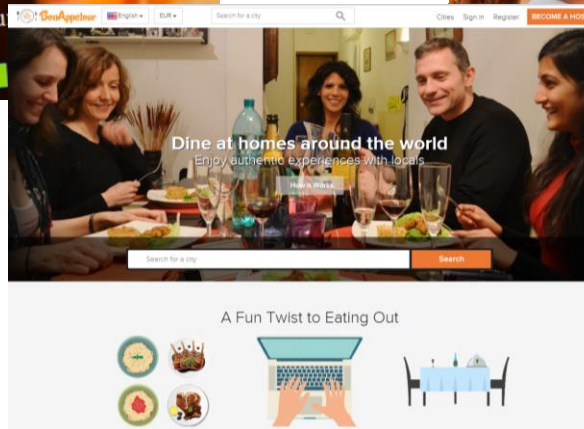 BonAppetour
English
EUR
Search for a city
Cities Sign In Register BECOME A HOS
Dine at homes around the world
Enjoy authentic experiences with locals
How it Works
Search for a city
Search
A Fun Twist to Eating Out